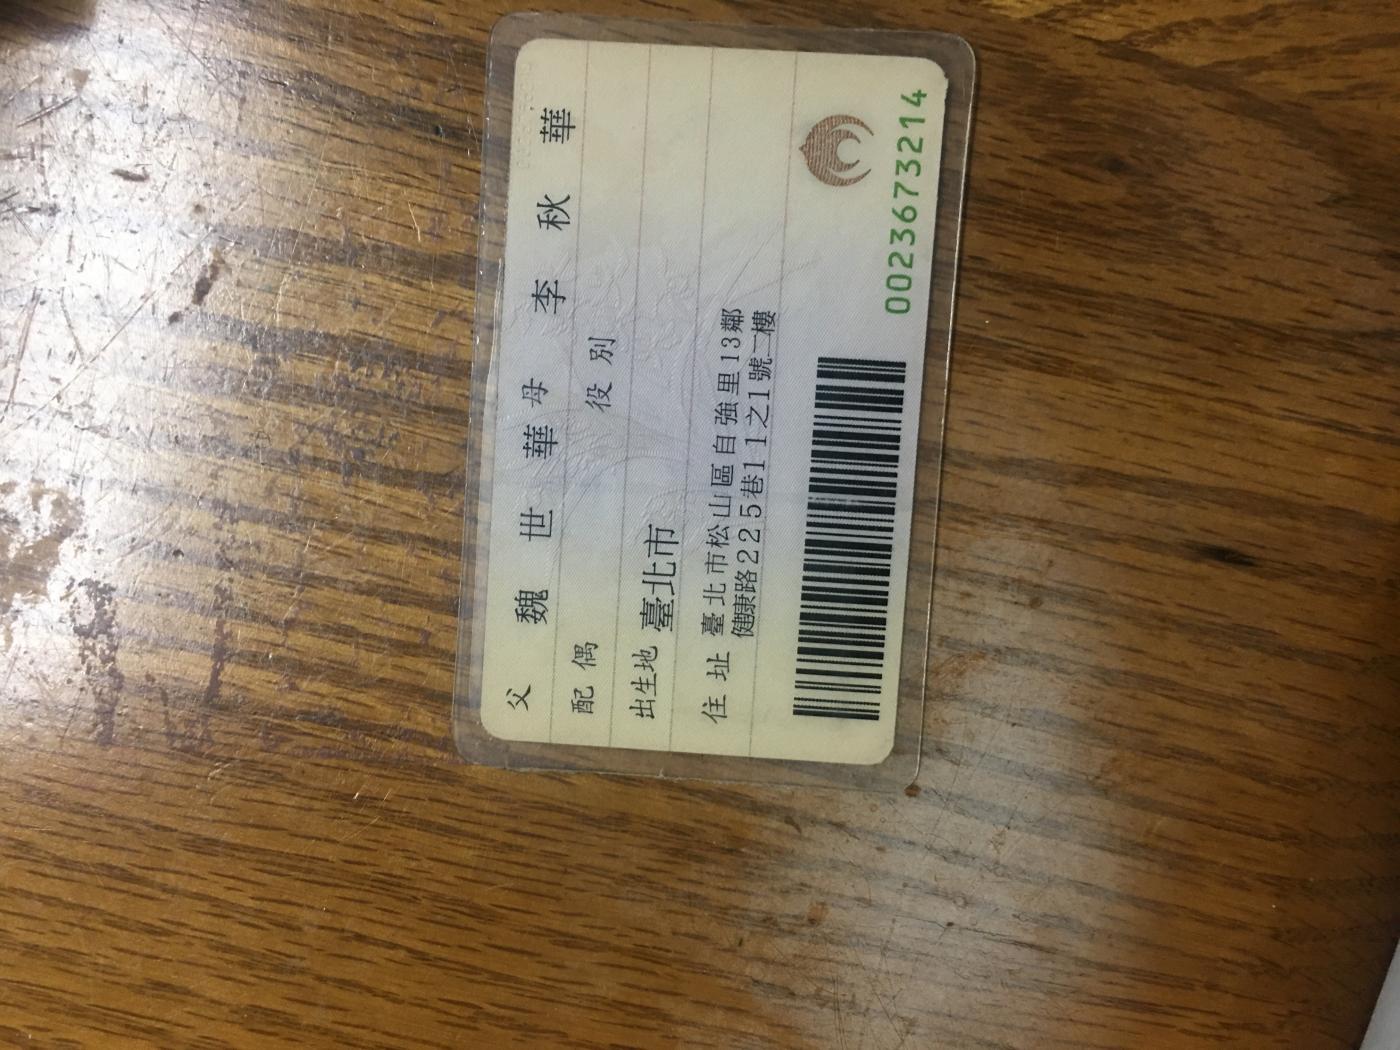 父 魏世華 母 李秋華
配偶 役別
出生地 臺北市
住址 臺北市松山區自強里13鄰
健康路225巷11之1號二樓
0023673214